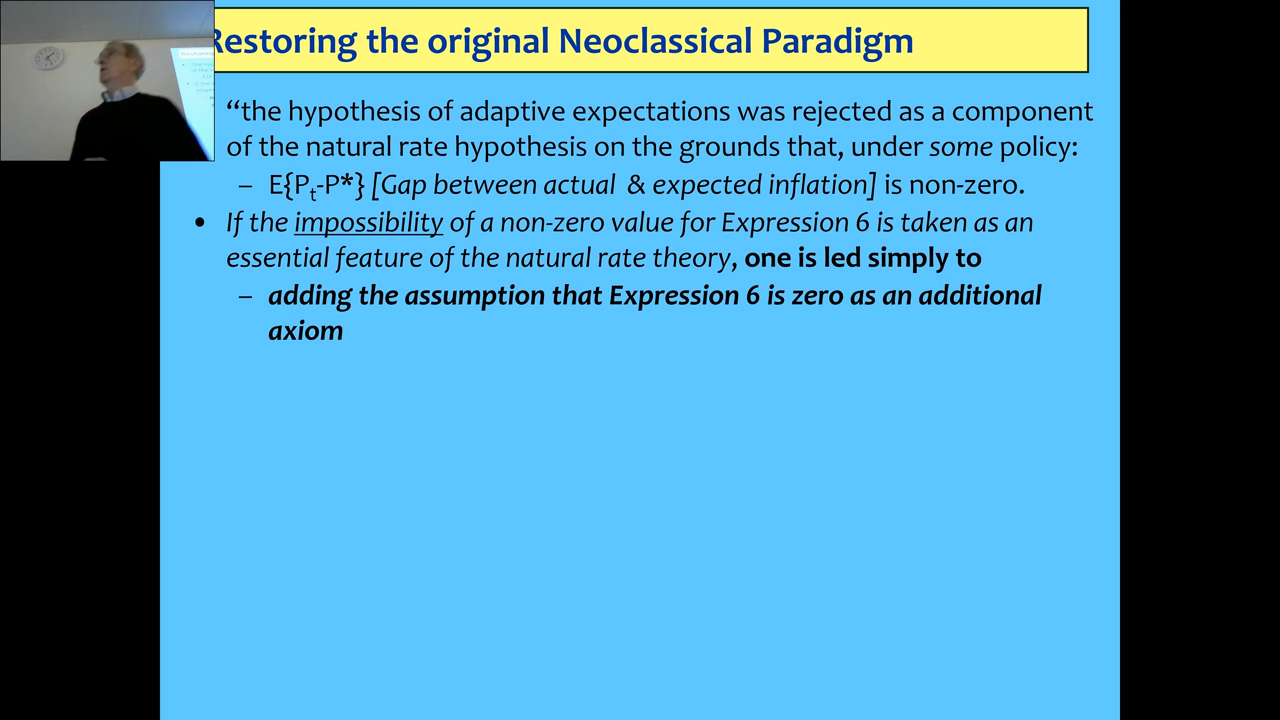 Restoring the original Neoclassical Paradigm
“the hypothesis of adaptive expectations was rejected as a component
of the natural rate hypothesis on the grounds that, under some policy:
– E{Pt-P*} [Gap between actual & expected inflation] is non-zero.
• If the impossibility of a non-zero value for Expression 6 is taken as an
essential feature of the natural rate theory, one is led simply to
– adding the assumption that Expression 6 is zero as an additional
axiom